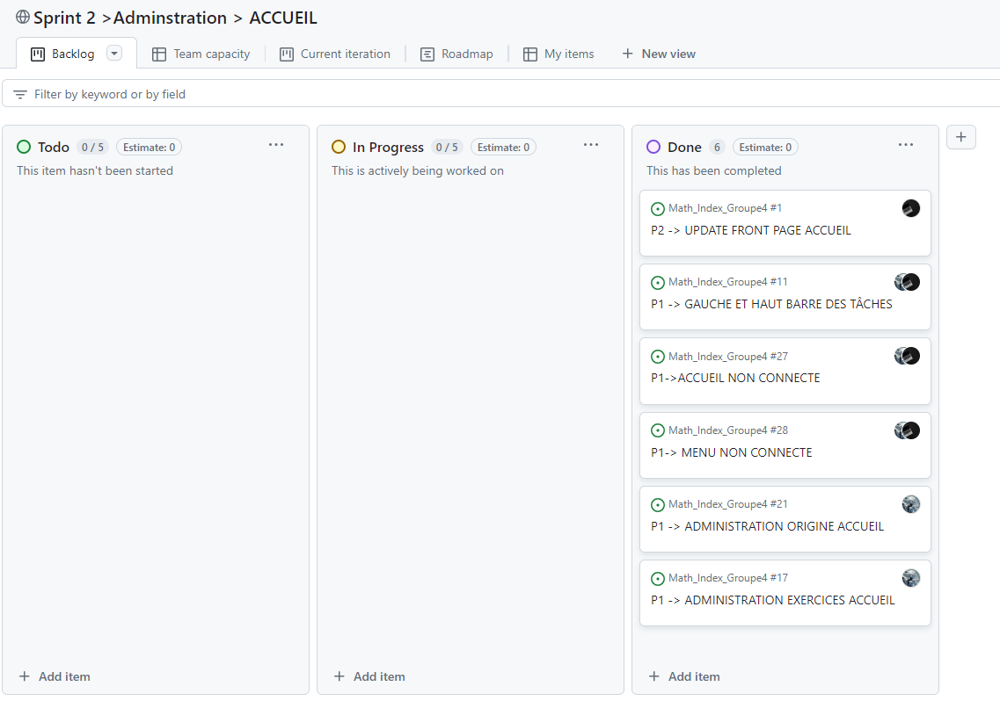 Sprint 2 >Adminstration > ACCUEIL
Backlog
Team capacity
Current iteration
Roadmap
My items
New view
Filter by keyword or by field
Todo 0 / 5 Estimate: 0
This item hasn't been started
Add item
In Progress 0 / 5 Estimate: 0
This is actively being worked on
Add item
Done 6 Estimate: 0
This has been completed
Math_Index_Groupe4 #1
P2 -> UPDATE FRONT PAGE ACCUEIL
Math_Index_Groupe4 #11
P1 -> GAUCHE ET HAUT BARRE DES TÂCHES
Math_Index_Groupe4 #27
P1->ACCUEIL NON CONNECTE
Math_Index_Groupe4 #28
P1-> MENU NON CONNECTE
Math_Index_Groupe4 #21
P1 -> ADMINISTRATION ORIGINE ACCUEIL
Math_Index_Groupe4 #17
P1 -> ADMINISTRATION EXERCICES ACCUEIL
Add item